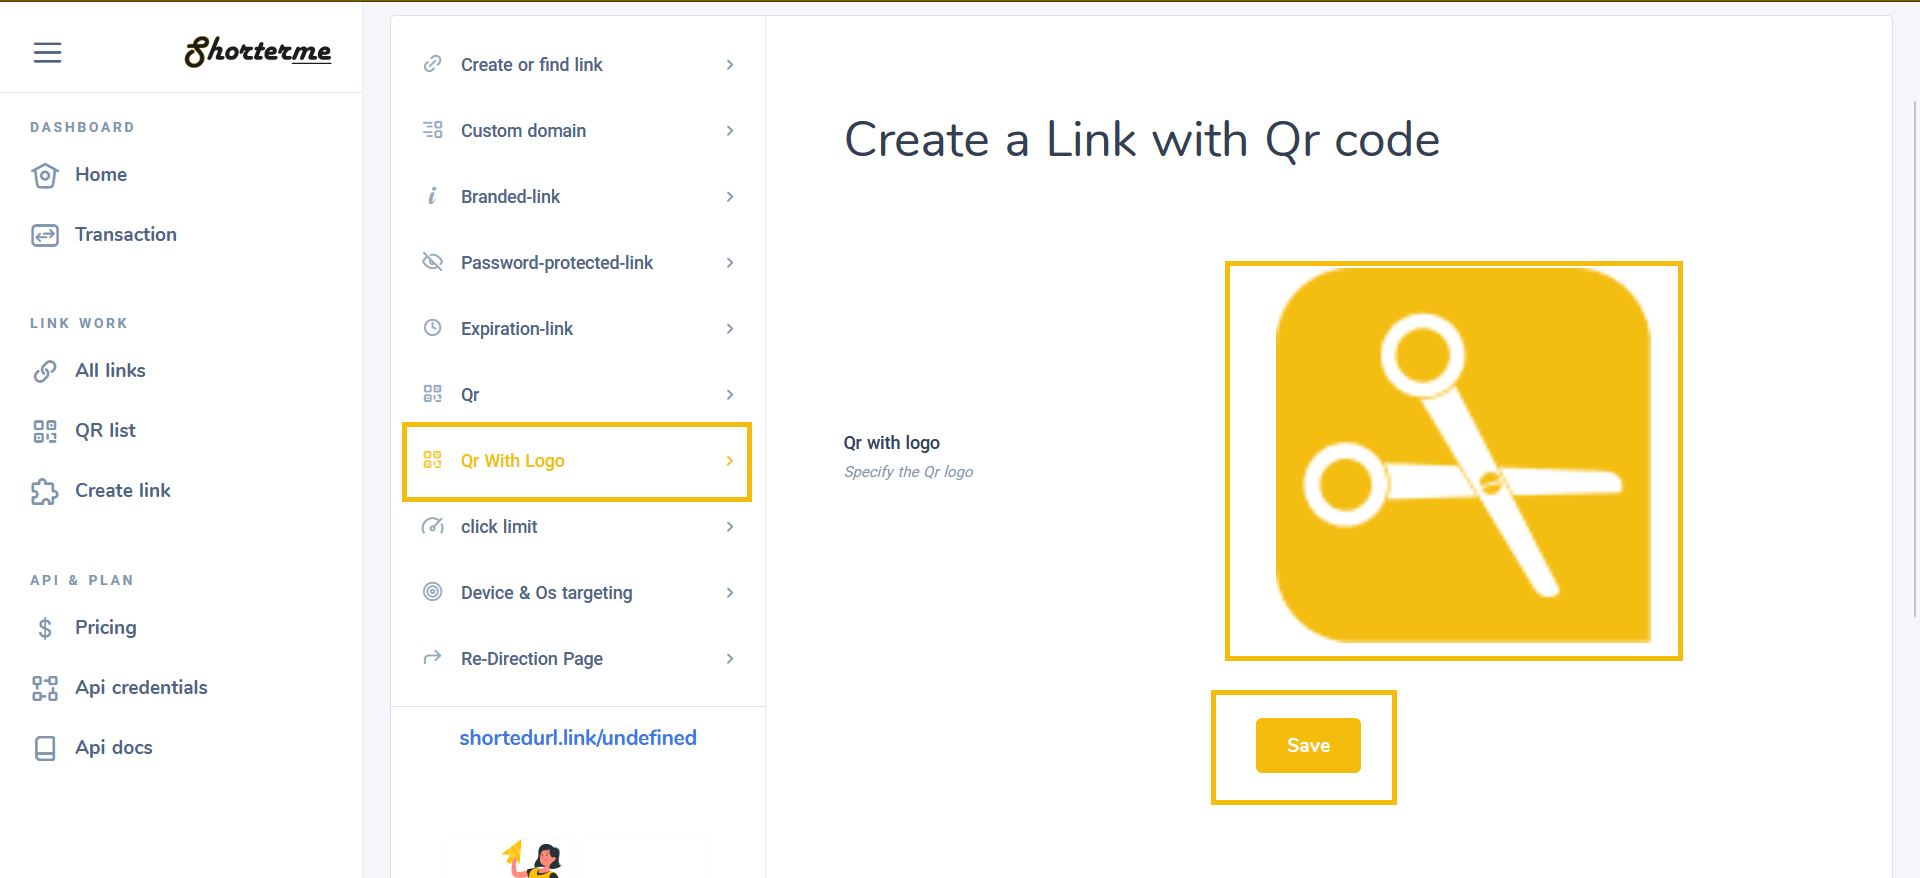 Shorterme
DASHBOARD
Home
Transaction
LINK WORK
All links
QR list
Create link
API & PLAN
Pricing
Api credentials
Api docs
Create or find link
Custom domain
Branded-link
Password-protected-link
Expiration-link
Qr
Qr With Logo
click limit
Device & Os targeting
Re-Direction Page
shortedurl.link/undefined
Create a Link with Qr code
Qr with logo
Specify the Qr logo
Save